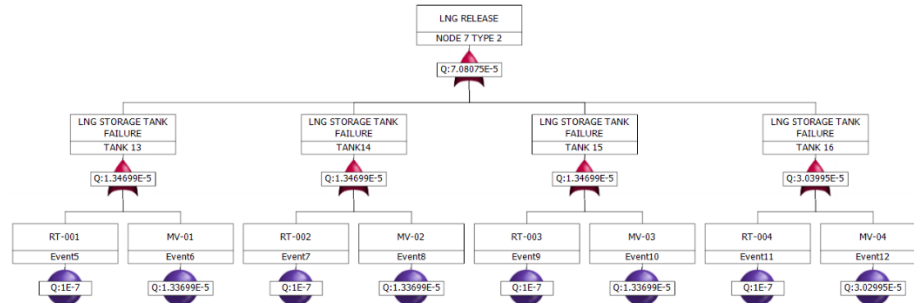 LNG RELEASE
NODE 7 TYPE 2
Q:7.08075E-5
LNG STORAGE TANK
FAILURE
TANK 13
Q:1.34699E-5
LNG STORAGE TANK
FAILURE
TANK14
Q:1.34699E-5
LNG STORAGE TANK
FAILURE
TANK 15
Q:1.34699E-5
LNG STORAGE TANK
FAILURE
TANK 16
Q:3.03995E-5
RT-001
Event5
Q:1E-7
MV-01
Event6
Q:1.33699E-5
RT-002
Event7
Q:1E-7
MV-02
Event8
Q:1.33699E-5
RT-003
Event9
Q:1E-7
MV-03
Event10
Q:1.33699E-5
RT-004
Event11
Q:1E-7
MV-04
Event12
Q:3.02995E-5